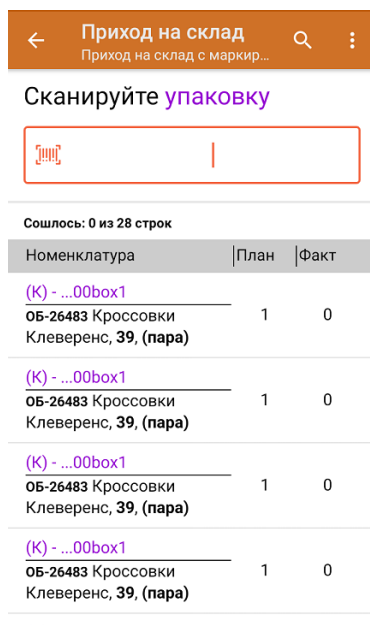 Приход на склад
Приход на склад с маркир...
Сканируйте упаковку
Сошлось: 0 из 28 строк
Номенклатура План Факт
(К) - ...00box1
ОБ-26483 Кроссовки 1 0
Клеверенс, 39, (пара)
(К) - ...00box1
ОБ-26483 Кроссовки 1 0
Клеверенс, 39, (пара)
(К) - ...00box1
ОБ-26483 Кроссовки 1 0
Клеверенс, 39, (пара)
(К) - ...00box1
ОБ-26483 Кроссовки 1 0
Клеверенс, 39, (пара)